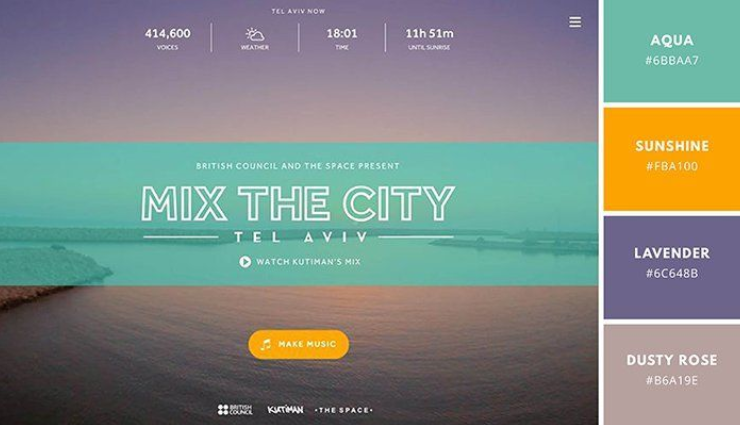 TEL AVIV NOW
414,600
VOICES
WEATHER
18:01
TIME
11h 51m
UNTIL SUNRISE
BRITISH COUNCIL AND THE SPACE PRESENT
MIX THE CITY
TEL AVIV
WATCH KUTIMAN'S MIX
MAKE MUSIC
BRITISH
COUNCIL
KUTIMAN
•THE SPACE•
AQUA
#6BBAA7
SUNSHINE
#FBA100
LAVENDER
#6C648B
DUSTY ROSE
#B6A19E